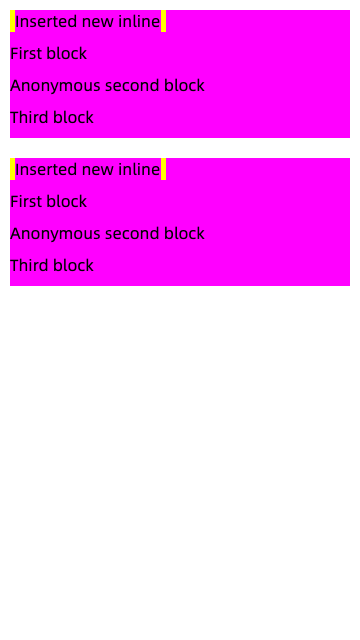 Inserted new inline
First block
Anonymous second block
Third block
Inserted new inline
First block
Anonymous second block
Third block